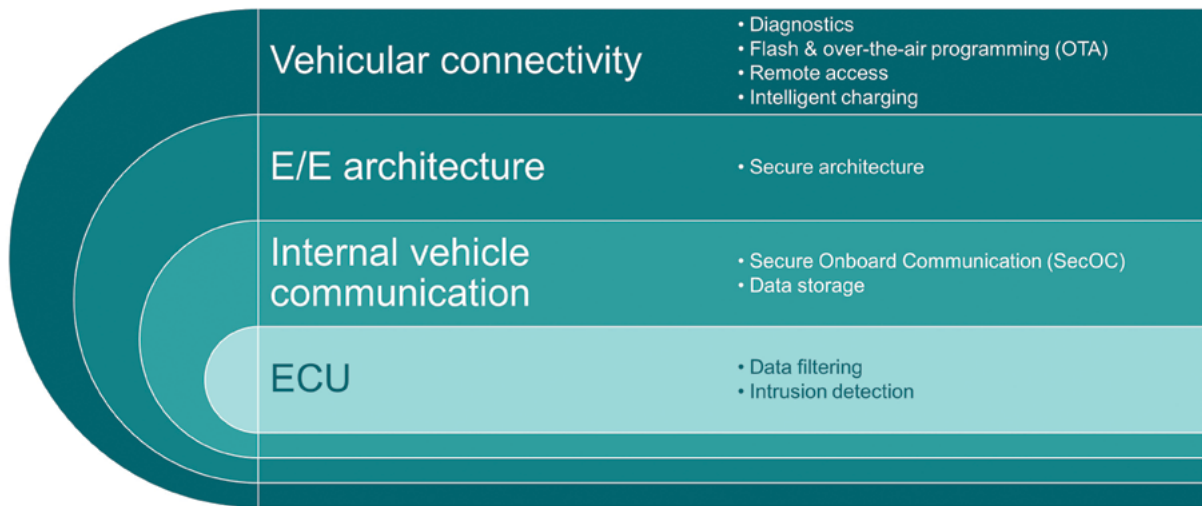 Vehicular connectivity
• Diagnostics
• Flash & over-the-air programming (OTA)
• Remote access
• Intelligent charging
E/E architecture
• Secure architecture
Internal vehicle
communication
• Secure Onboard Communication (SecOC)
• Data storage
ECU
• Data filtering
• Intrusion detection